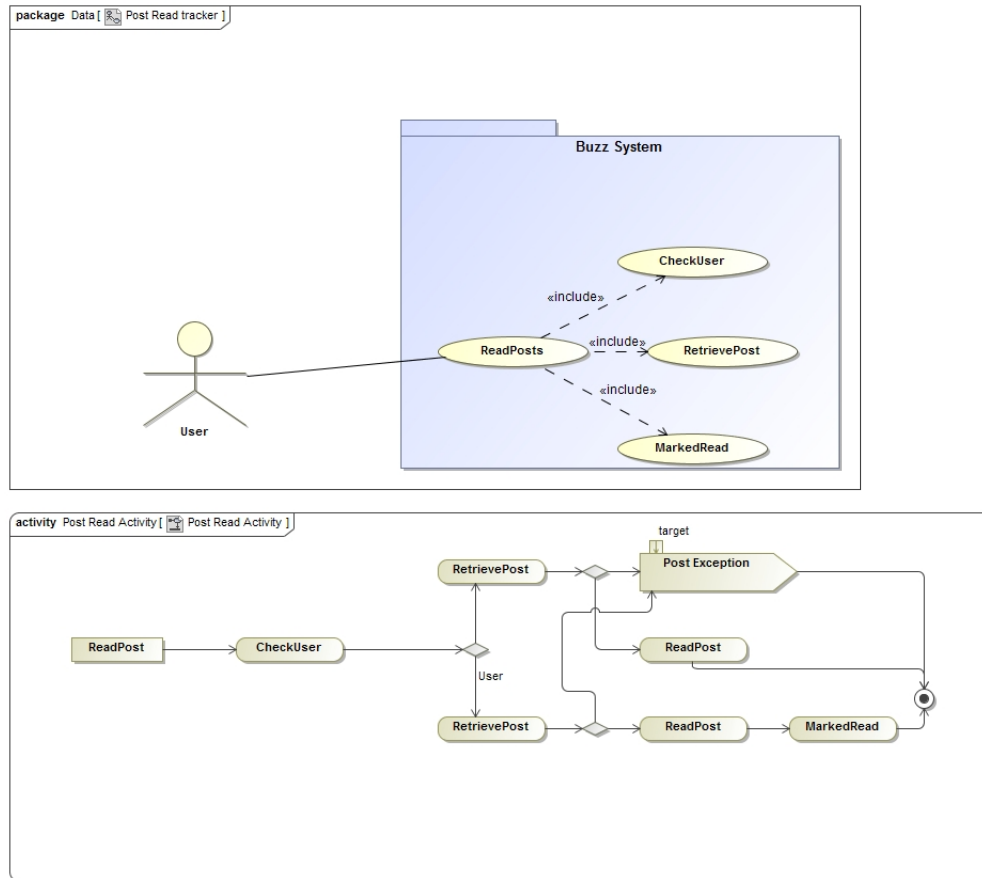 package Data[ Post Read tracker ]
Buzz System
CheckUser
«include»
ReadPosts
«include»
RetrievePost
«include»
User
MarkedRead
activity Post Read Activity[ Post Read Activity ]
target
RetrievePost
Post Exception
ReadPost
CheckUser
ReadPost
User
RetrievePost
ReadPost
MarkedRead